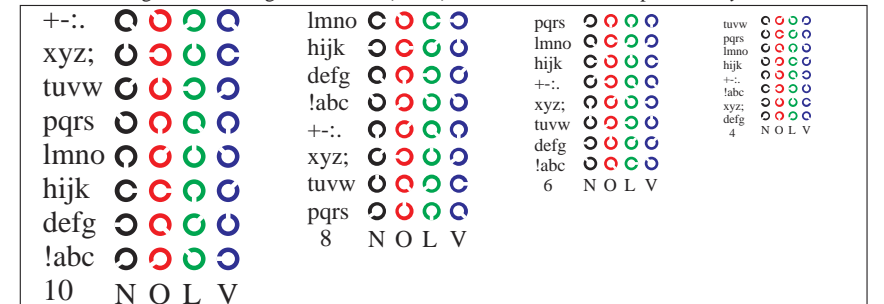 +-:.
xyz;
tuvw
pqrs
lmno
hijk
defg
!abc
10 N O L V
lmno
hijk
defg
!abc
+-:.
xyz;
tuvw
pqrs
8 N O L V
pqrs
lmno
hijk
+-:.
xyz;
tuvw
defg
!abc
6 N O L V
tuvw
pqrs
lmno
hijk
+-:.
!abc
xyz;
defg
4 N O L V